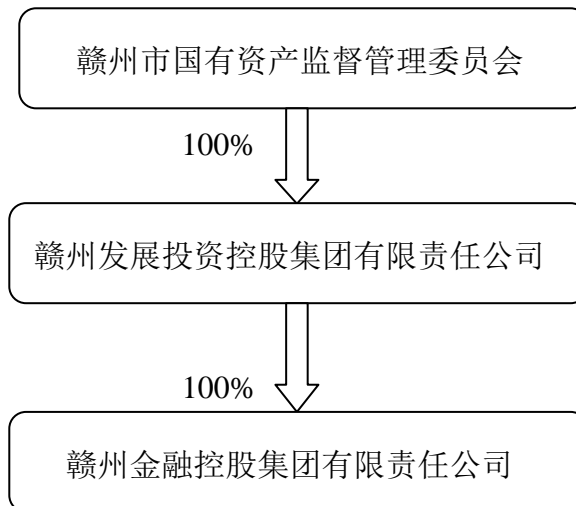 赣州市国有资产监督管理委员会
100%
赣州发展投资控股集团有限责任公司
100%
赣州金融控股集团有限责任公司